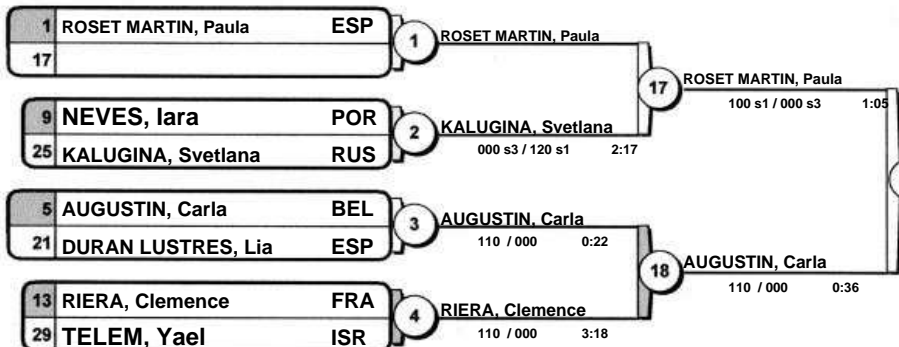 1 ROSET MARTIN, Paula ESP
17
1
ROSET MARTIN, Paula
9 NEVES, Iara POR
25 KALUGINA, Svetlana RUS
2
KALUGINA, Svetlana
000 s3 / 120 s1 2:17
17
ROSET MARTIN, Paula
100 s1 / 000 s3 1:05
5 AUGUSTIN, Carla BEL
21 DURAN LUSTRES, Lia ESP
3
AUGUSTIN, Carla
110 / 000 0:22
13 RIERA, Clemence FRA
29 TELEM, Yael ISR
4
RIERA, Clemence
110 / 000 3:18
18
AUGUSTIN, Carla
110 / 000 0:36